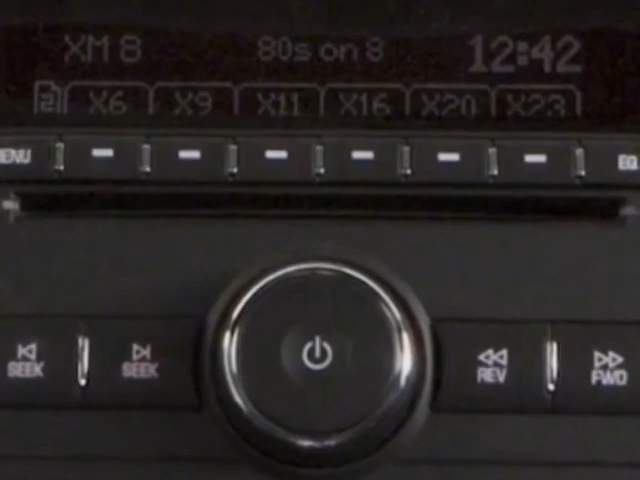 XM 8 80s on 8 12:42
2 X6 X9 X11 X16 X20 X23
MENU EQ
SEEK SEEK REV FWD